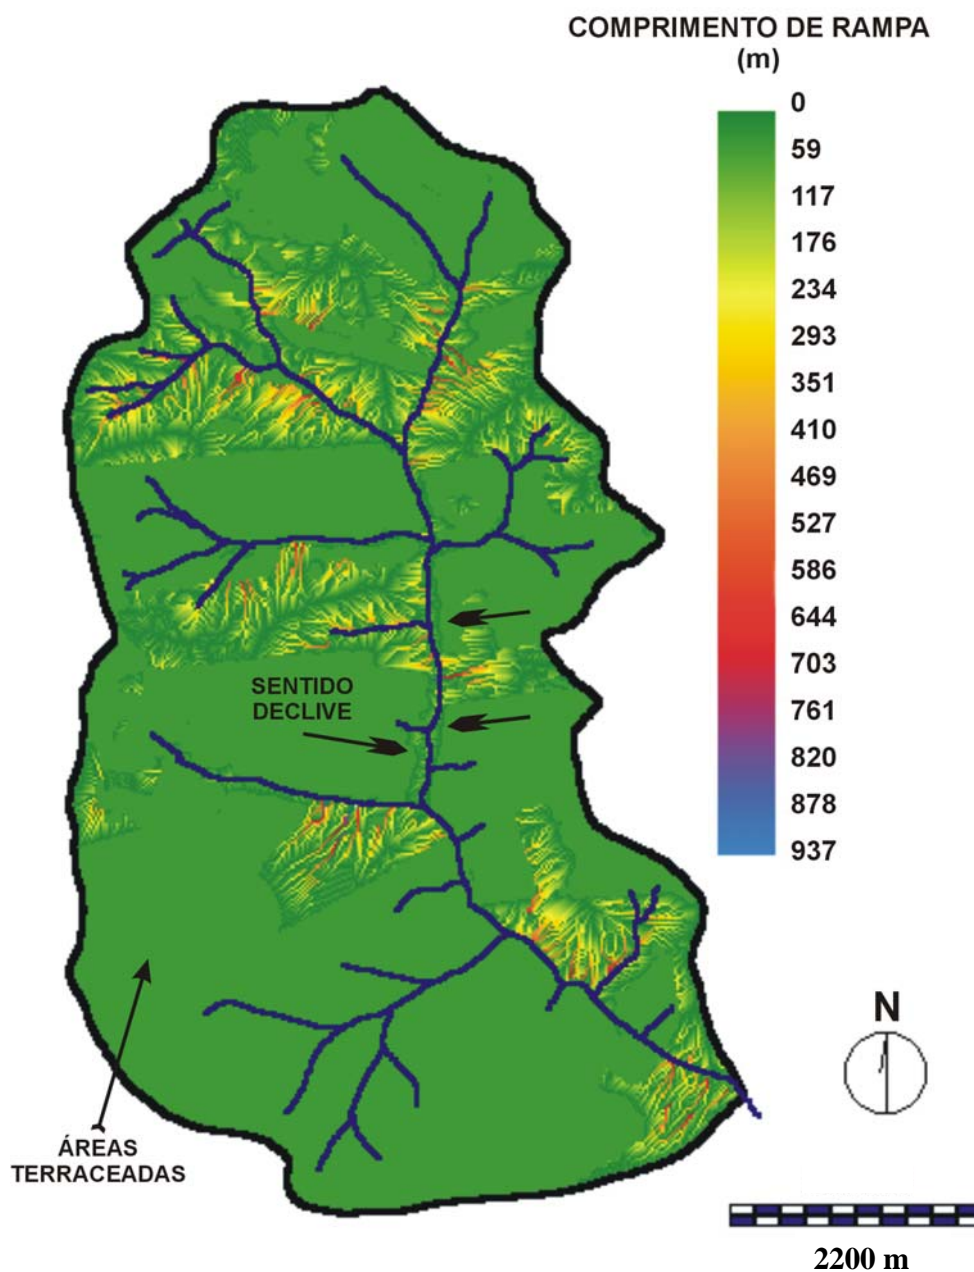 COMPRIMENTO DE RAMPA
(m)
0
59
117
176
234
293
351
410
469
527
586
644
703
761
820
878
937
SENTIDO
DECLIVE
ÁREAS
TERRACEADAS
N
2200 m